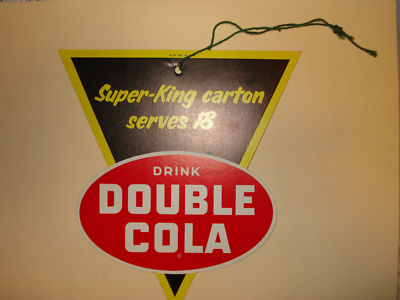 Super-King carton
serves 18
DRINK
DOUBLE
COLA
®